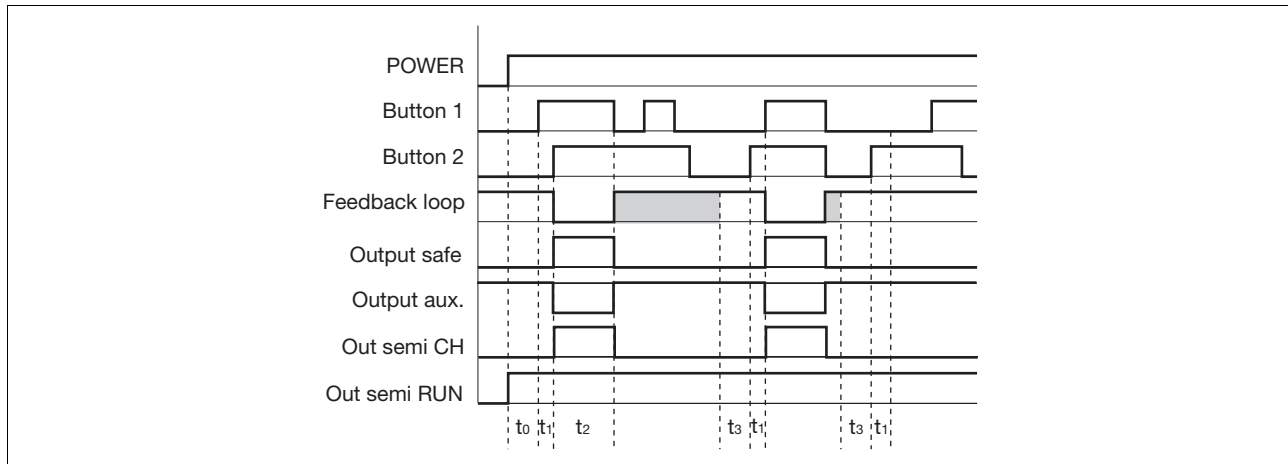 POWER
Button 1
Button 2
Feedback loop
Output safe
Output aux.
Out semi CH
Out semi RUN
t0 t1 t2 t3 t1 t3 t1